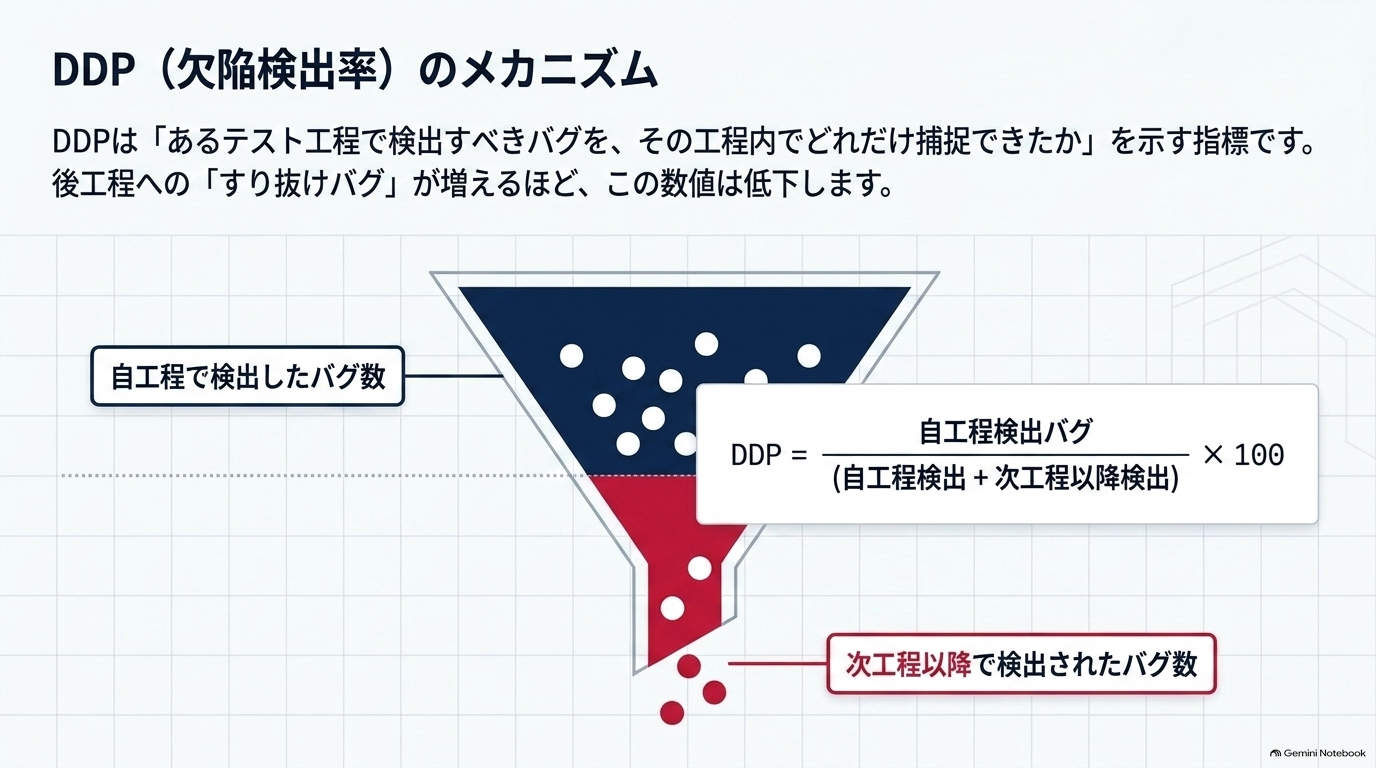 DDP（欠陥検出率）のメカニズム
DDPは「あるテスト工程で検出すべきバグを、その工程内でどれだけ捕捉できたか」を示す指標です。
後工程への「すり抜けバグ」が増えるほど、この数値は低下します。
自工程で検出したバグ数
自工程検出バグ
DDP = × 100
(自工程検出 + 次工程以降検出)
次工程以降で検出されたバグ数
Gemini Notebook